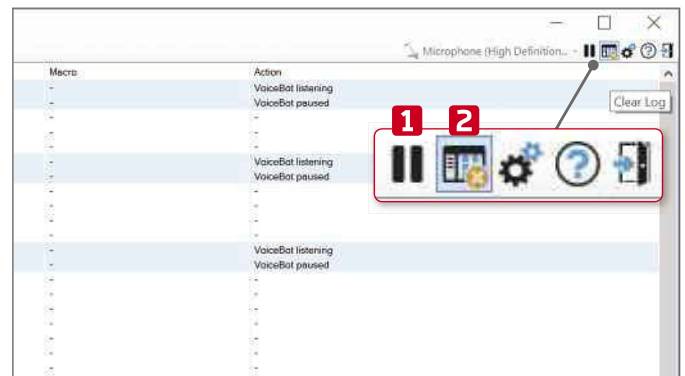 Microphone (High Definition...
Macro Action
- VoiceBot listening
- VoiceBot paused
Clear Log
- -
1 2
- -
- -
- VoiceBot listening
- VoiceBot paused
- -
- -
- -
- -
- VoiceBot listening
- VoiceBot paused
- -
- -
- -
- -
- -
- -